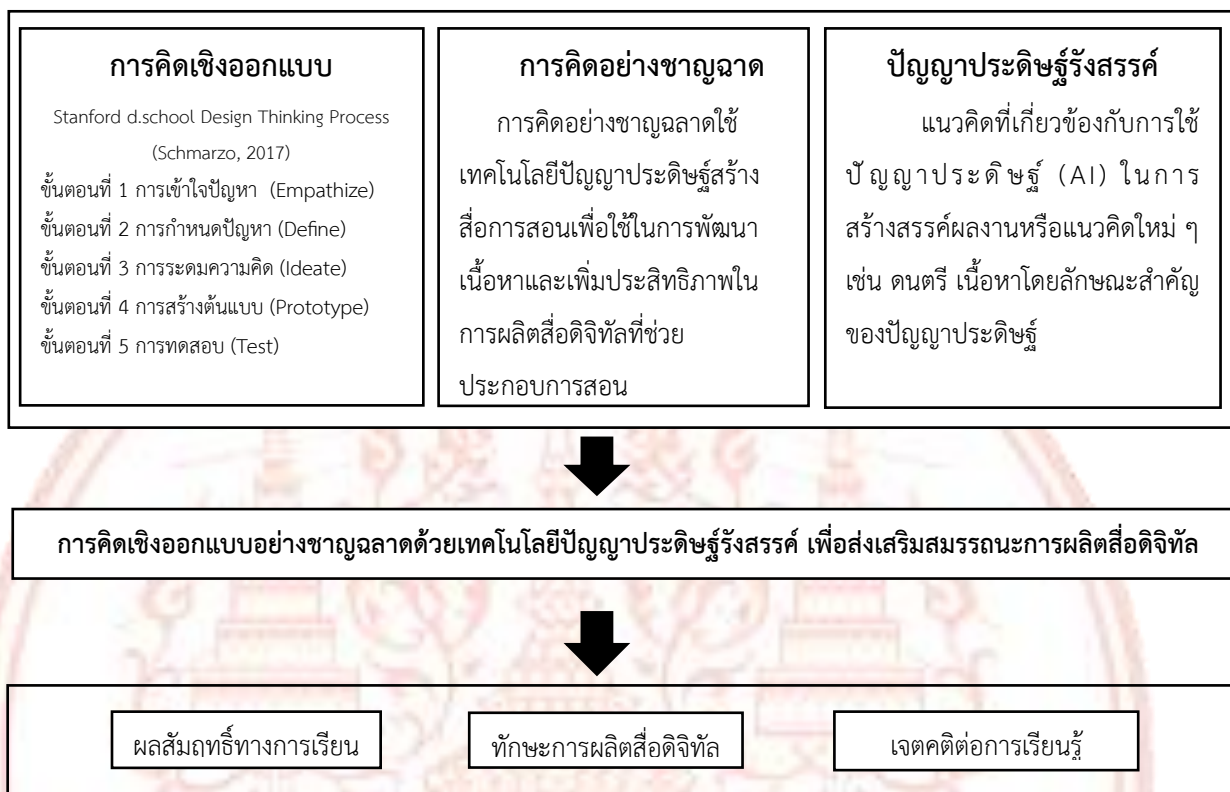 การคิดเชิงออกแบบ
Stanford d.school Design Thinking Process
(Schmarzo, 2017)
ขั้นตอนที่ 1 การเข้าใจปัญหา (Empathize)
ขั้นตอนที่ 2 การกำหนดปัญหา (Define)
ขั้นตอนที่ 3 การระดมความคิด (Ideate)
ขั้นตอนที่ 4 การสร้างต้นแบบ (Prototype)
ขั้นตอนที่ 5 การทดสอบ (Test)
การคิดอย่างชาญฉาด
การคิดอย่างชาญฉลาดใช้
เทคโนโลยีปัญญาประดิษฐ์สร้าง
สื่อการสอนเพื่อใช้ในการพัฒนา
เนื้อหาและเพิ่มประสิทธิภาพใน
การผลิตสื่อดิจิทัลที่ช่วย
ประกอบการสอน
ปัญญาประดิษฐ์รังสรรค์
แนวคิดที่เกี่ยวข้องกับการใช้
ปัญญาประดิษฐ์ (AI) ในการ
สร้างสรรค์ผลงานหรือแนวคิดใหม่ ๆ
เช่น ดนตรี เนื้อหาโดยลักษณะสำคัญ
ของปัญญาประดิษฐ์
การคิดเชิงออกแบบอย่างชาญฉลาดด้วยเทคโนโลยีปัญญาประดิษฐ์รังสรรค์ เพื่อส่งเสริมสมรรถนะการผลิตสื่อดิจิทัล
ผลสัมฤทธิ์ทางการเรียน
ทักษะการผลิตสื่อดิจิทัล
เจตคติต่อการเรียนรู้